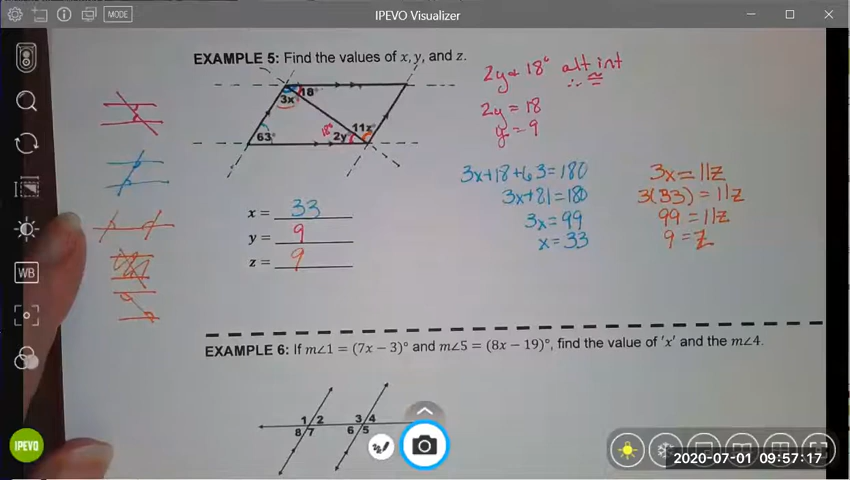 IPEVO Visualizer
MODE
EXAMPLE 5: Find the values of x, y, and z.
2y = 18° alt int
∴ ≅
3x° 18°
63° 18° 2y° 11z°
2y = 18
y = 9
3x+18+63=180
3x+81=180
3x=99
x=33
3x=11z
3(33)=11z
99=11z
9=z
x = 33
y = 9
z = 9
WB
EXAMPLE 6: If m∠1 = (7x − 3)° and m∠5 = (8x − 19)°, find the value of 'x' and the m∠4.
1 2 3 4
8 7 6 5
IPEVO
2020-07-01 09:57:17